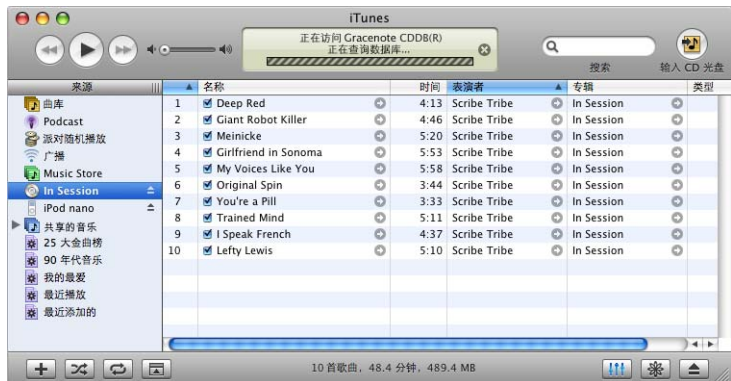 iTunes
正在访问 Gracenote CDDB(R)
正在查询数据库...
搜索
输入 CD 光盘
来源
名称 时间 表演者 专辑 类型
曲库
Podcast
派对随机播放
广播
Music Store
In Session
iPod nano
共享的音乐
25 大金曲榜
90 年代音乐
我的最爱
最近播放
最近添加的
1 Deep Red 4:13 Scribe Tribe In Session
2 Giant Robot Killer 4:46 Scribe Tribe In Session
3 Meinicke 5:20 Scribe Tribe In Session
4 Girlfriend in Sonoma 5:53 Scribe Tribe In Session
5 My Voices Like You 5:58 Scribe Tribe In Session
6 Original Spin 3:44 Scribe Tribe In Session
7 You're a Pill 3:33 Scribe Tribe In Session
8 Trained Mind 5:11 Scribe Tribe In Session
9 I Speak French 4:37 Scribe Tribe In Session
10 Lefty Lewis 5:10 Scribe Tribe In Session
10 首歌曲, 48.4 分钟, 489.4 MB